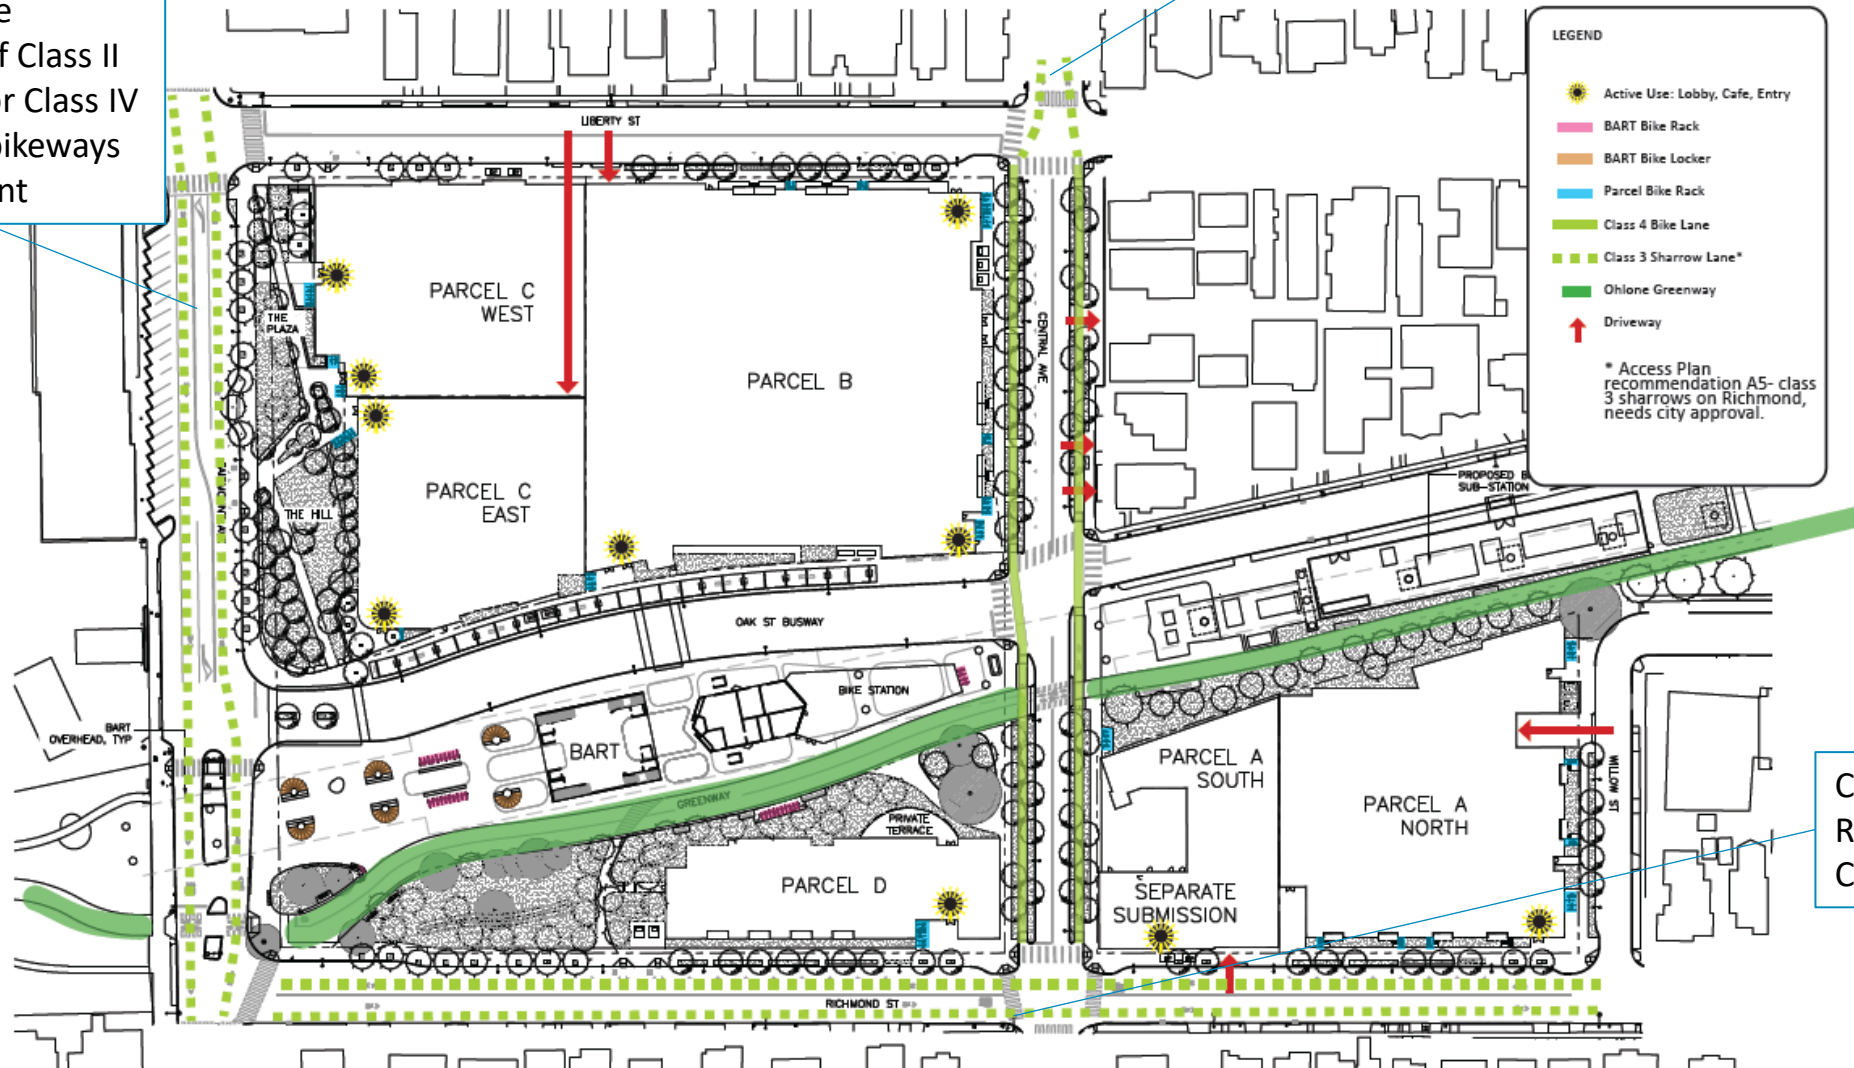 e
f Class II
or Class IV
bikeways
nt
LIBERTY ST
PARCEL C
WEST
THE
PLAZA
PARCEL B
CENTRAL AVE
PARCEL C
EAST
THE HILL
OAK ST BUSWAY
BIKE STATION
BART
OVERHEAD, TYP
BART
GREENWAY
PRIVATE
TERRACE
PARCEL D
PARCEL A
SOUTH
PARCEL A
NORTH
SEPARATE
SUBMISSION
WILLOW ST
RICHMOND ST
PROPOSED B
SUB-STATION
LEGEND
Active Use: Lobby, Cafe, Entry
BART Bike Rack
BART Bike Locker
Parcel Bike Rack
Class 4 Bike Lane
Class 3 Sharrow Lane*
Ohlone Greenway
Driveway
* Access Plan
recommendation A5- class
3 sharrows on Richmond,
needs city approval.
C
R
C